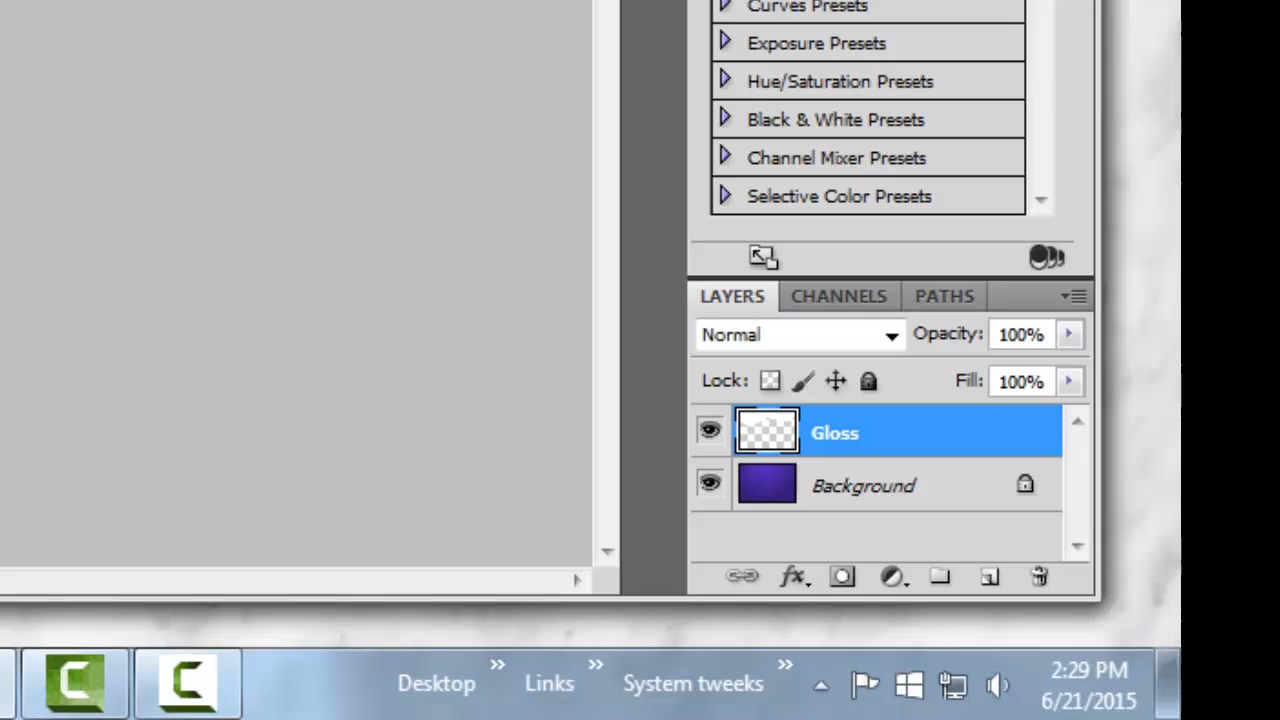 Curves Presets
Exposure Presets
Hue/Saturation Presets
Black & White Presets
Channel Mixer Presets
Selective Color Presets
LAYERS CHANNELS PATHS
Normal Opacity: 100%
Lock: Fill: 100%
Gloss
Background
fx
Desktop » Links » System tweeks »
2:29 PM
6/21/2015